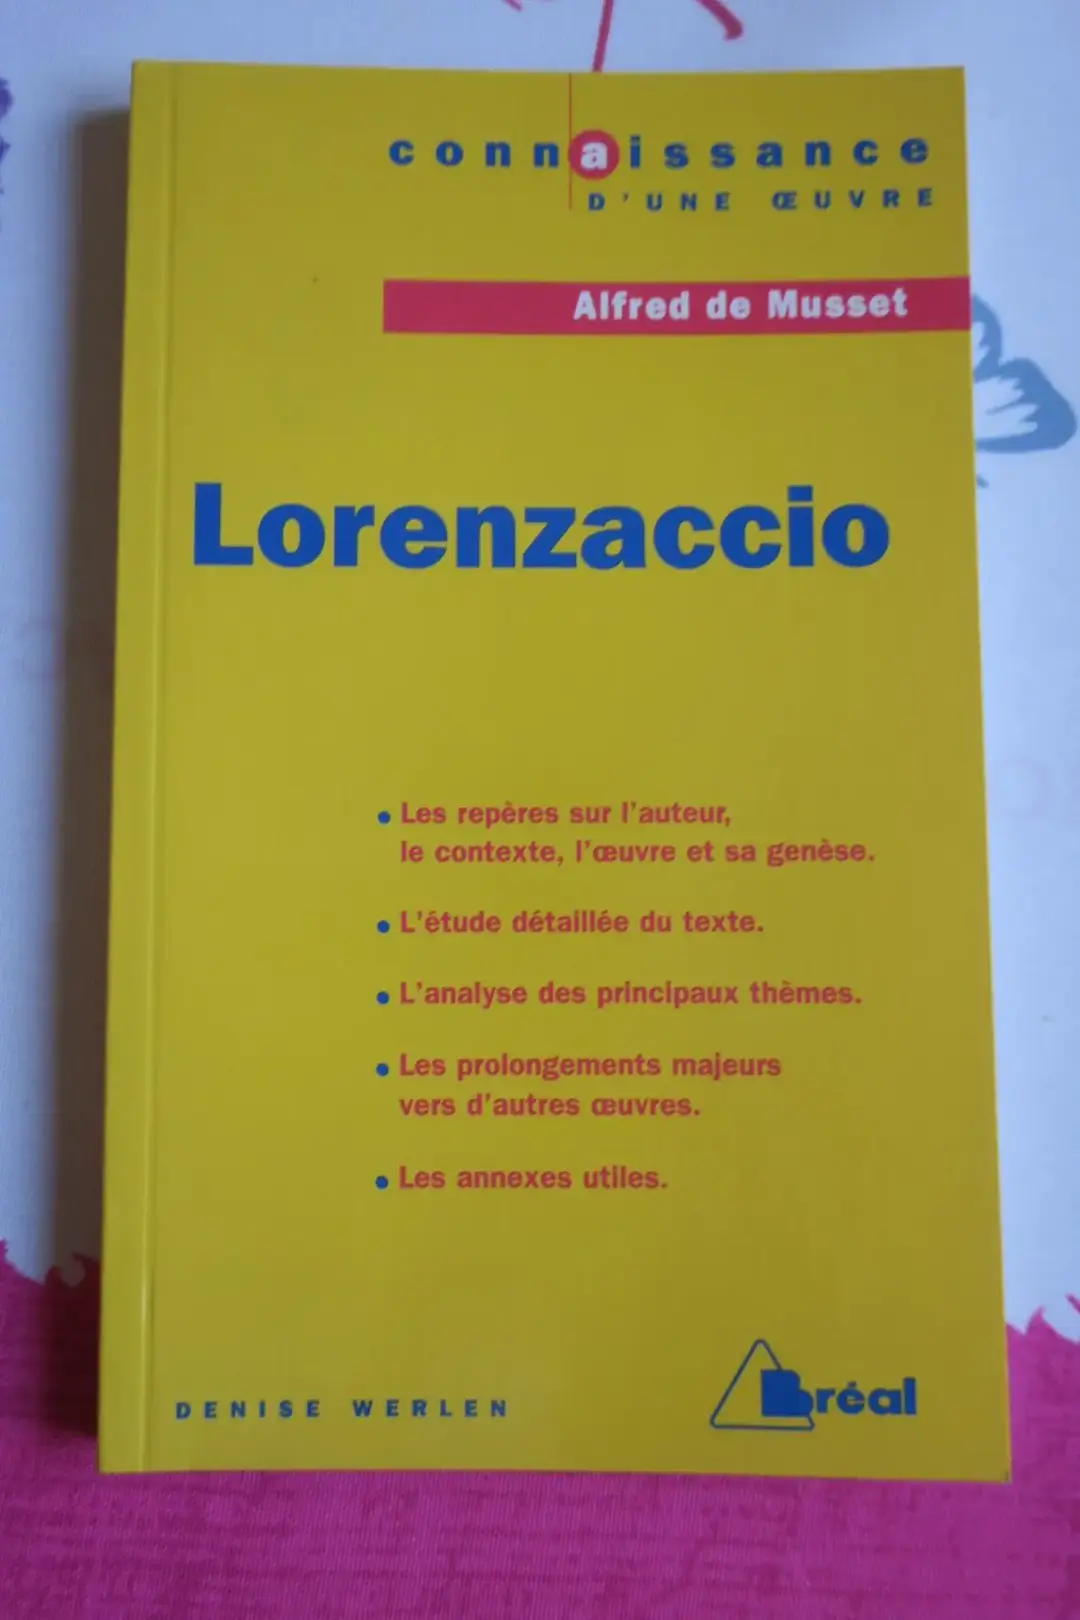 connaissance
D'UNE ŒUVRE
Alfred de Musset
Lorenzaccio
• Les repères sur l'auteur,
le contexte, l'œuvre et sa genèse.
• L'étude détaillée du texte.
• L'analyse des principaux thèmes.
• Les prolongements majeurs
vers d'autres œuvres.
• Les annexes utiles.
DENISE WERLEN
Bréal